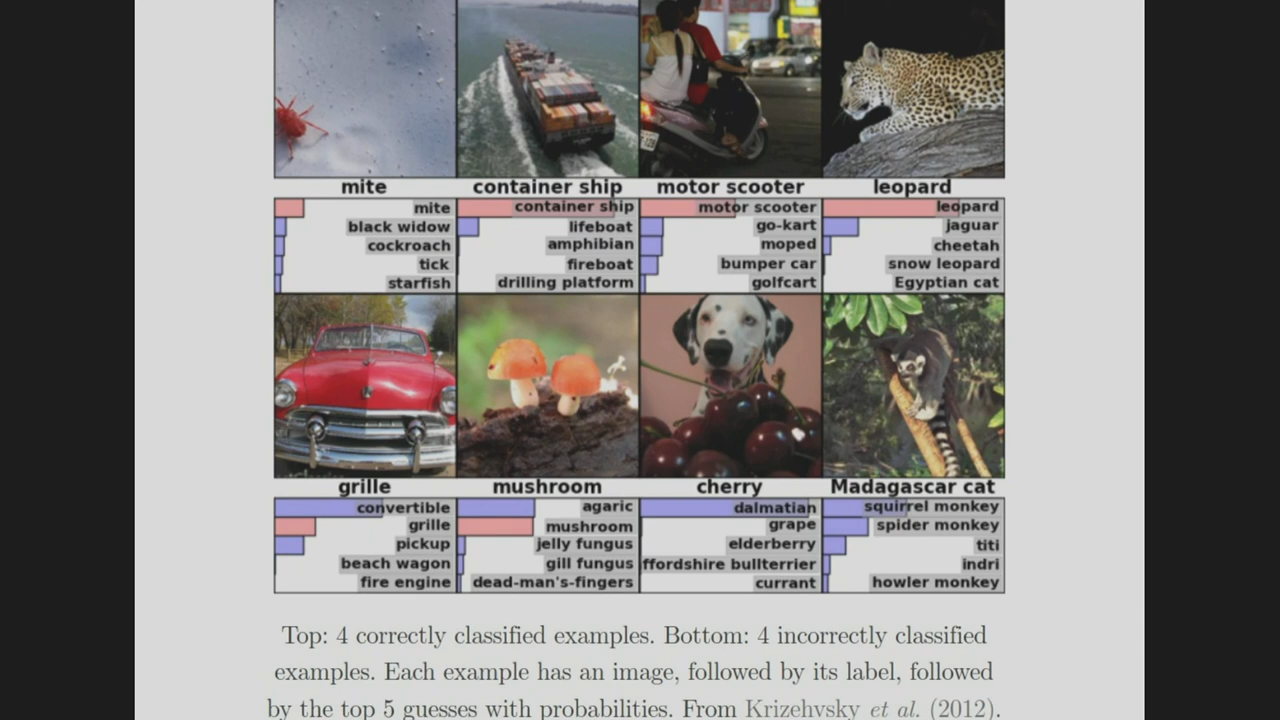 mite container ship motor scooter leopard
mite container ship motor scooter leopard
black widow lifeboat go-kart jaguar
cockroach amphibian moped cheetah
tick fireboat bumper car snow leopard
starfish drilling platform golfcart Egyptian cat
grille mushroom cherry Madagascar cat
convertible agaric dalmatian squirrel monkey
grille mushroom grape spider monkey
pickup jelly fungus elderberry titi
beach wagon gill fungus ffordshire bullterrier indri
fire engine dead-man's-fingers currant howler monkey
Top: 4 correctly classified examples. Bottom: 4 incorrectly classified
examples. Each example has an image, followed by its label, followed
by the top 5 guesses with probabilities. From Krizehvsky et al. (2012).